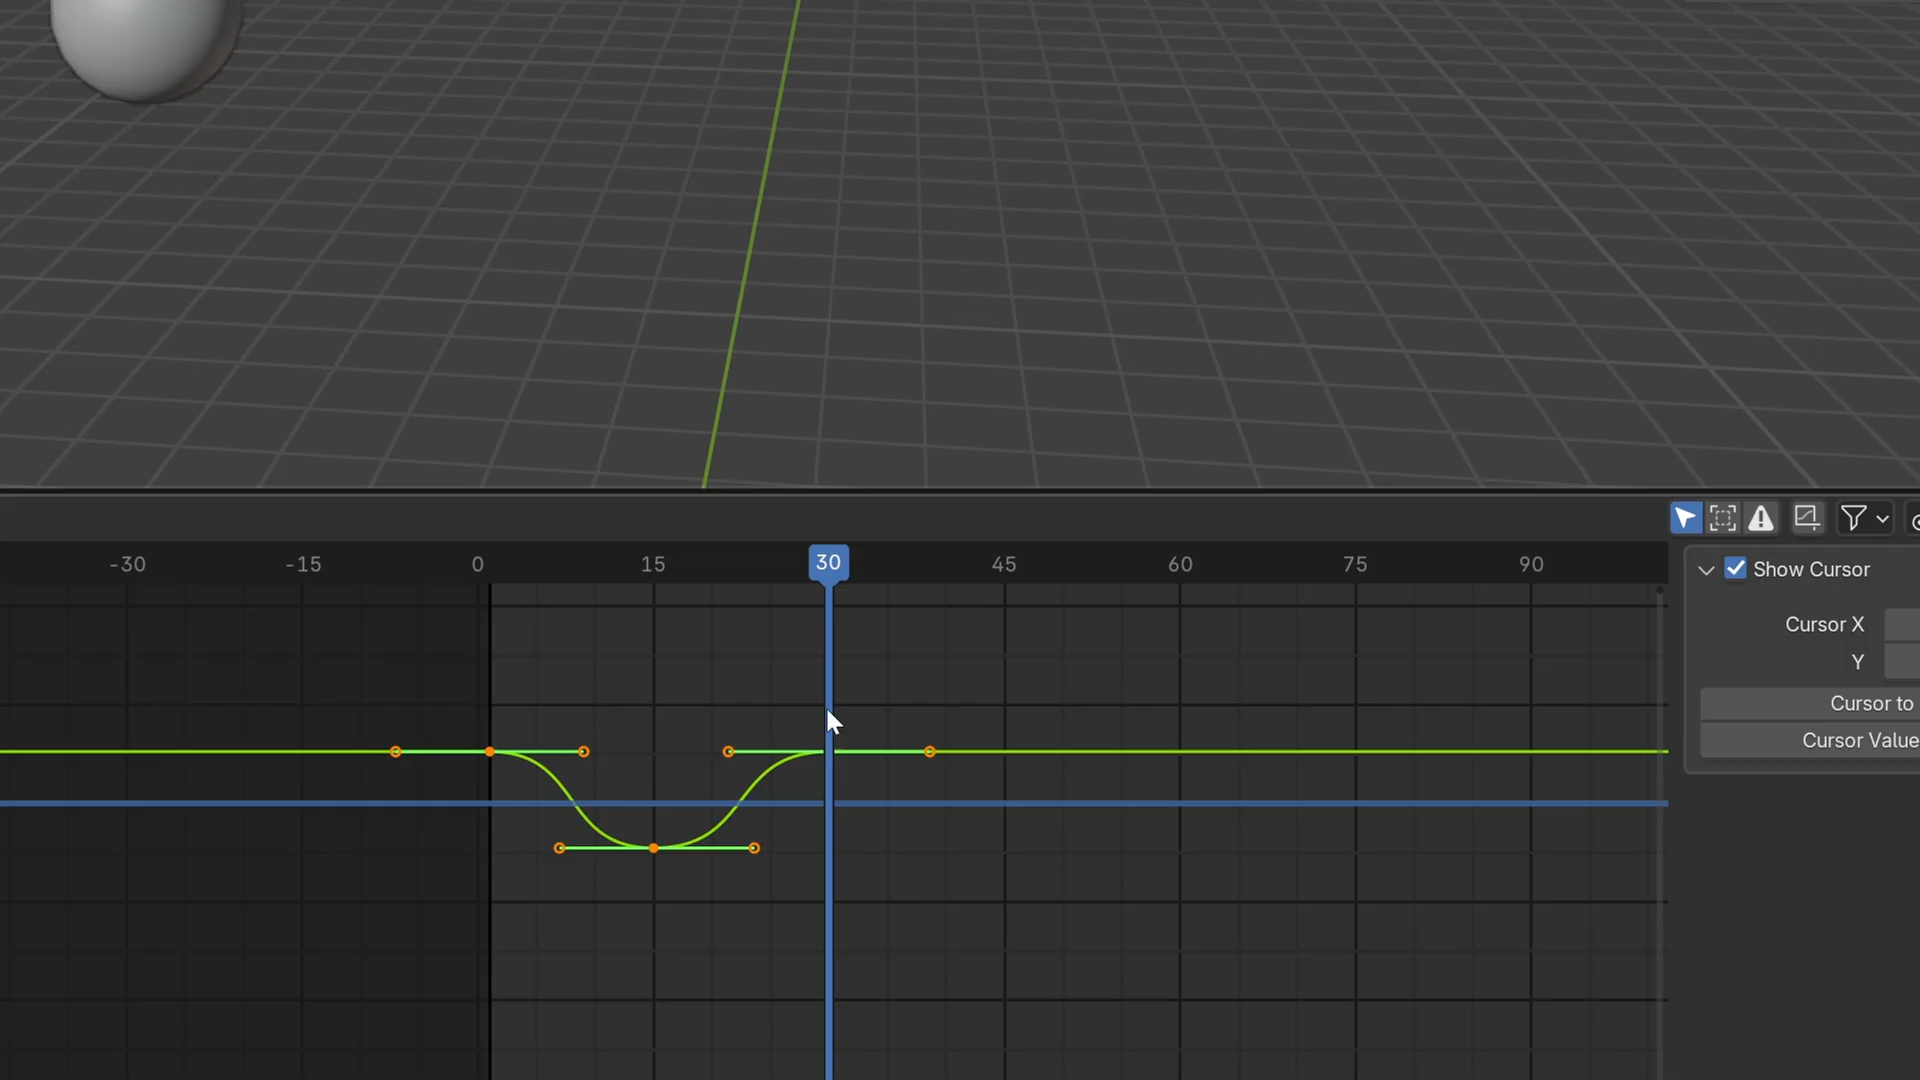 -30 -15 0 15 30 45 60 75 90
Show Cursor
Cursor X
Y
Cursor to
Cursor Value